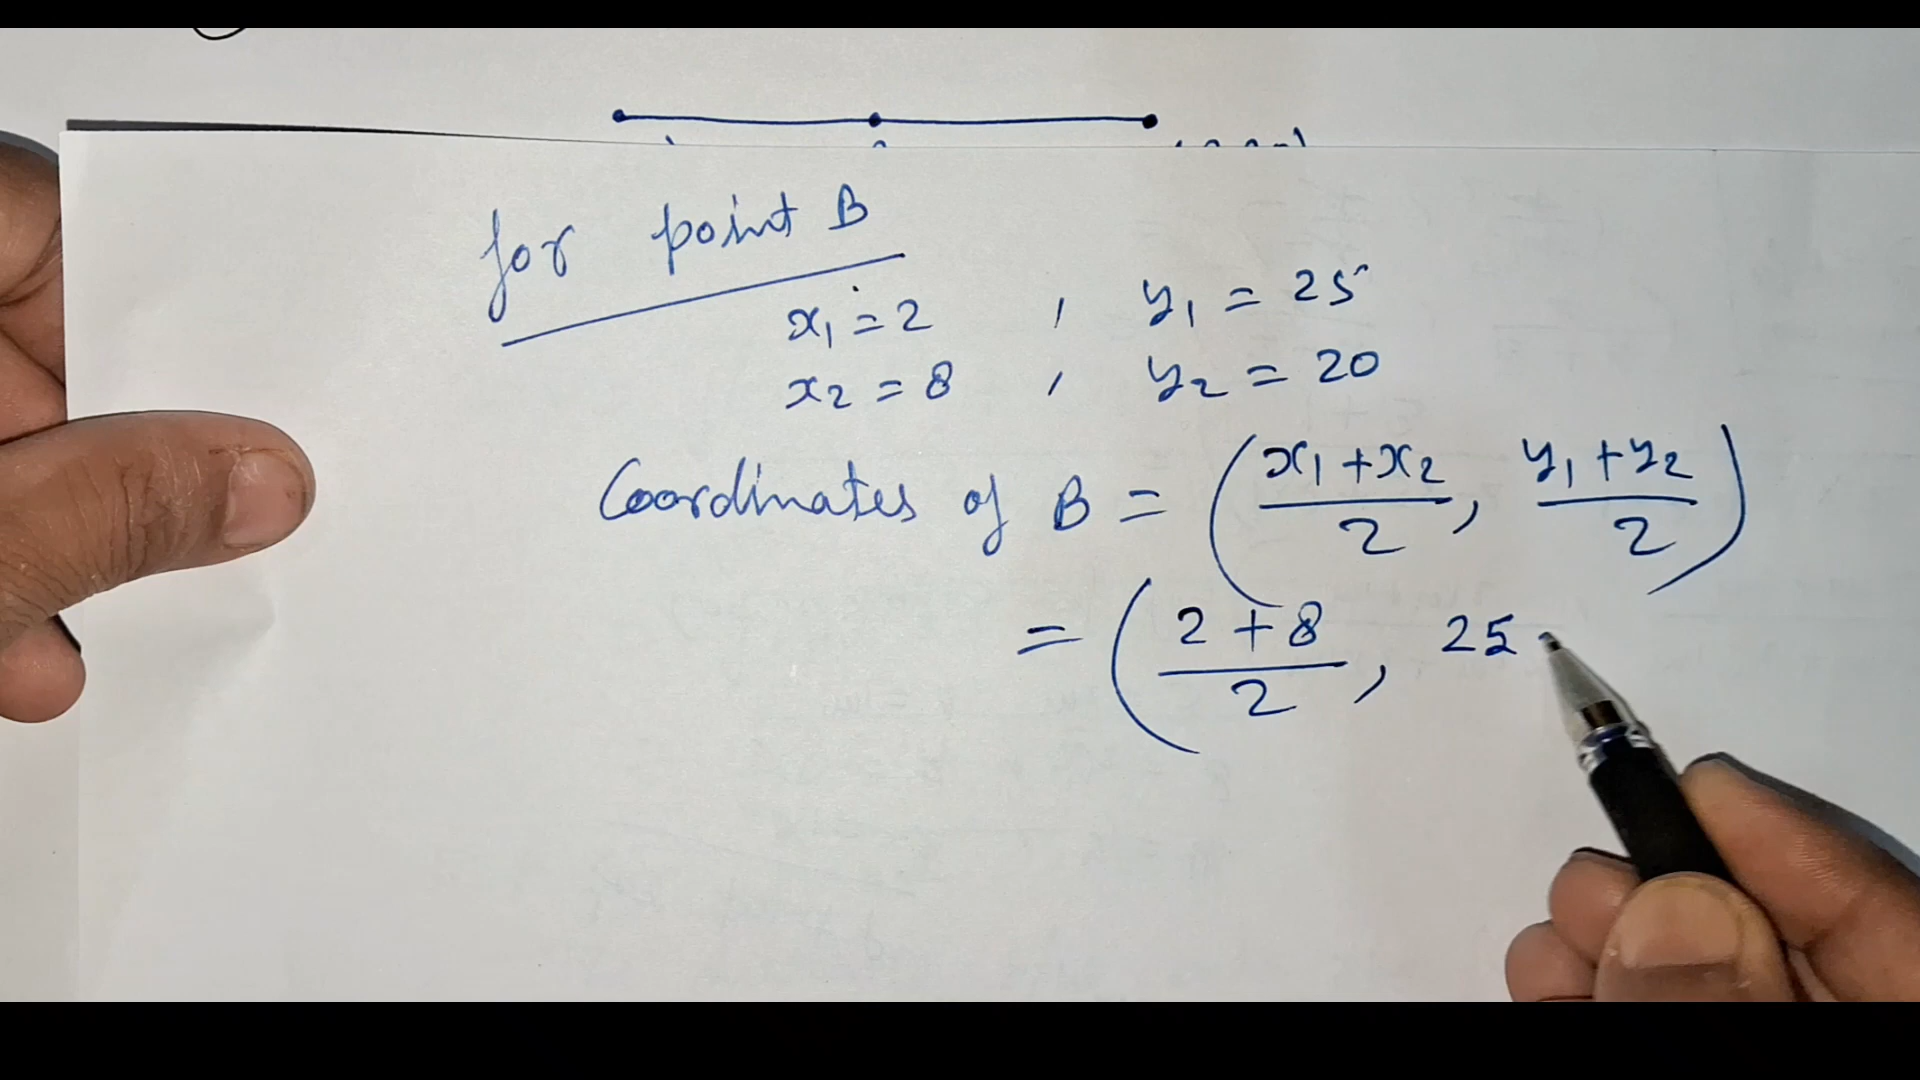 for point B
x₁ = 2 , y₁ = 25
x₂ = 8 , y₂ = 20
Coordinates of B = (x₁+x₂/2, y₁+y₂/2)
= (2+8/2, 25